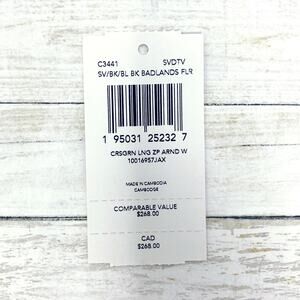 C3441 SVDTV
SV/BK/BL BK BADLANDS FLR
1 95031 25232 7
CRSGRN LNG ZP ARND W
10016957JAX
MADE IN CAMBODIA
CAMBODGE
COMPARABLE VALUE
$268.00
CAD
$268.00